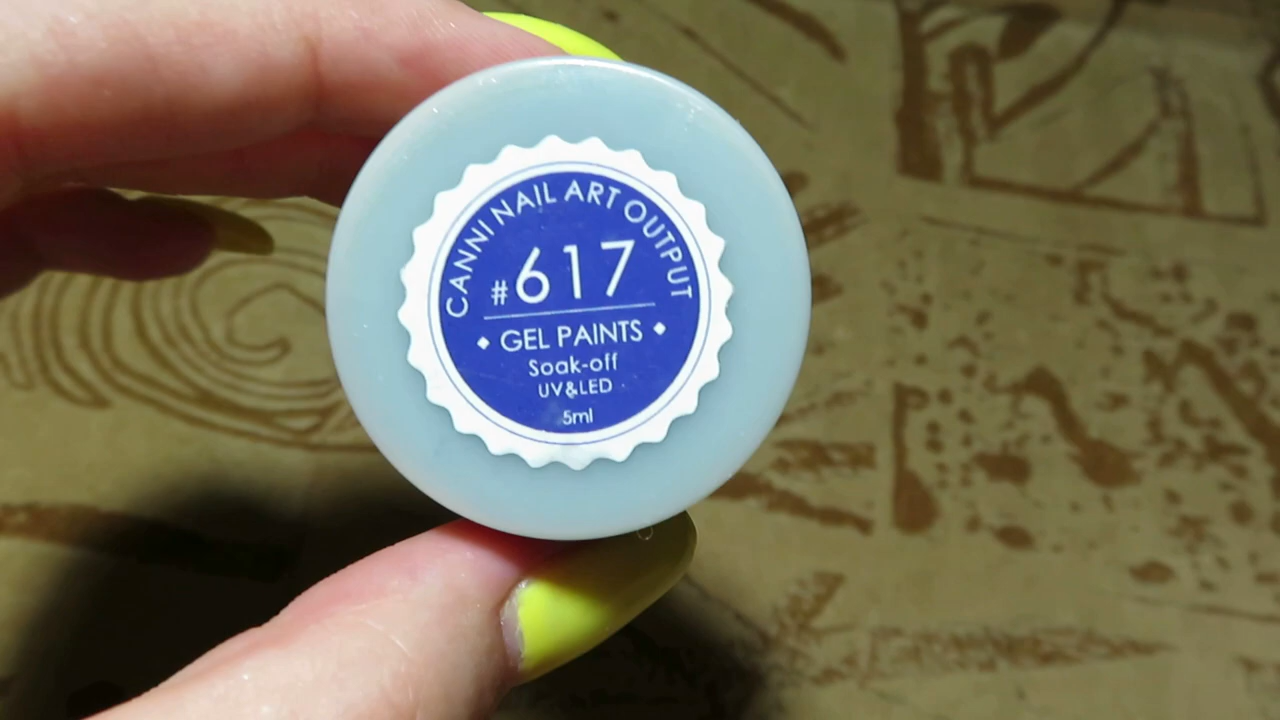 CANNI NAIL ART OUTPUT
#617
GEL PAINTS
Soak-off
UV&LED
5ml